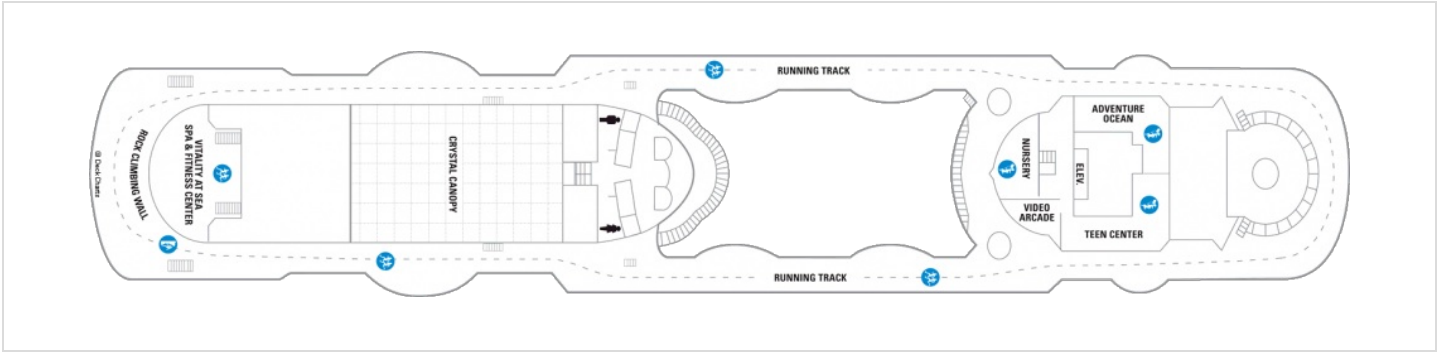 @ Deck Charts
ROCK CLIMBING WALL
VITALITY AT SEA
SPA & FITNESS CENTER
CRYSTAL CANOPY
RUNNING TRACK
RUNNING TRACK
NURSERY
VIDEO
ARCADE
ELEV.
ADVENTURE
OCEAN
TEEN CENTER